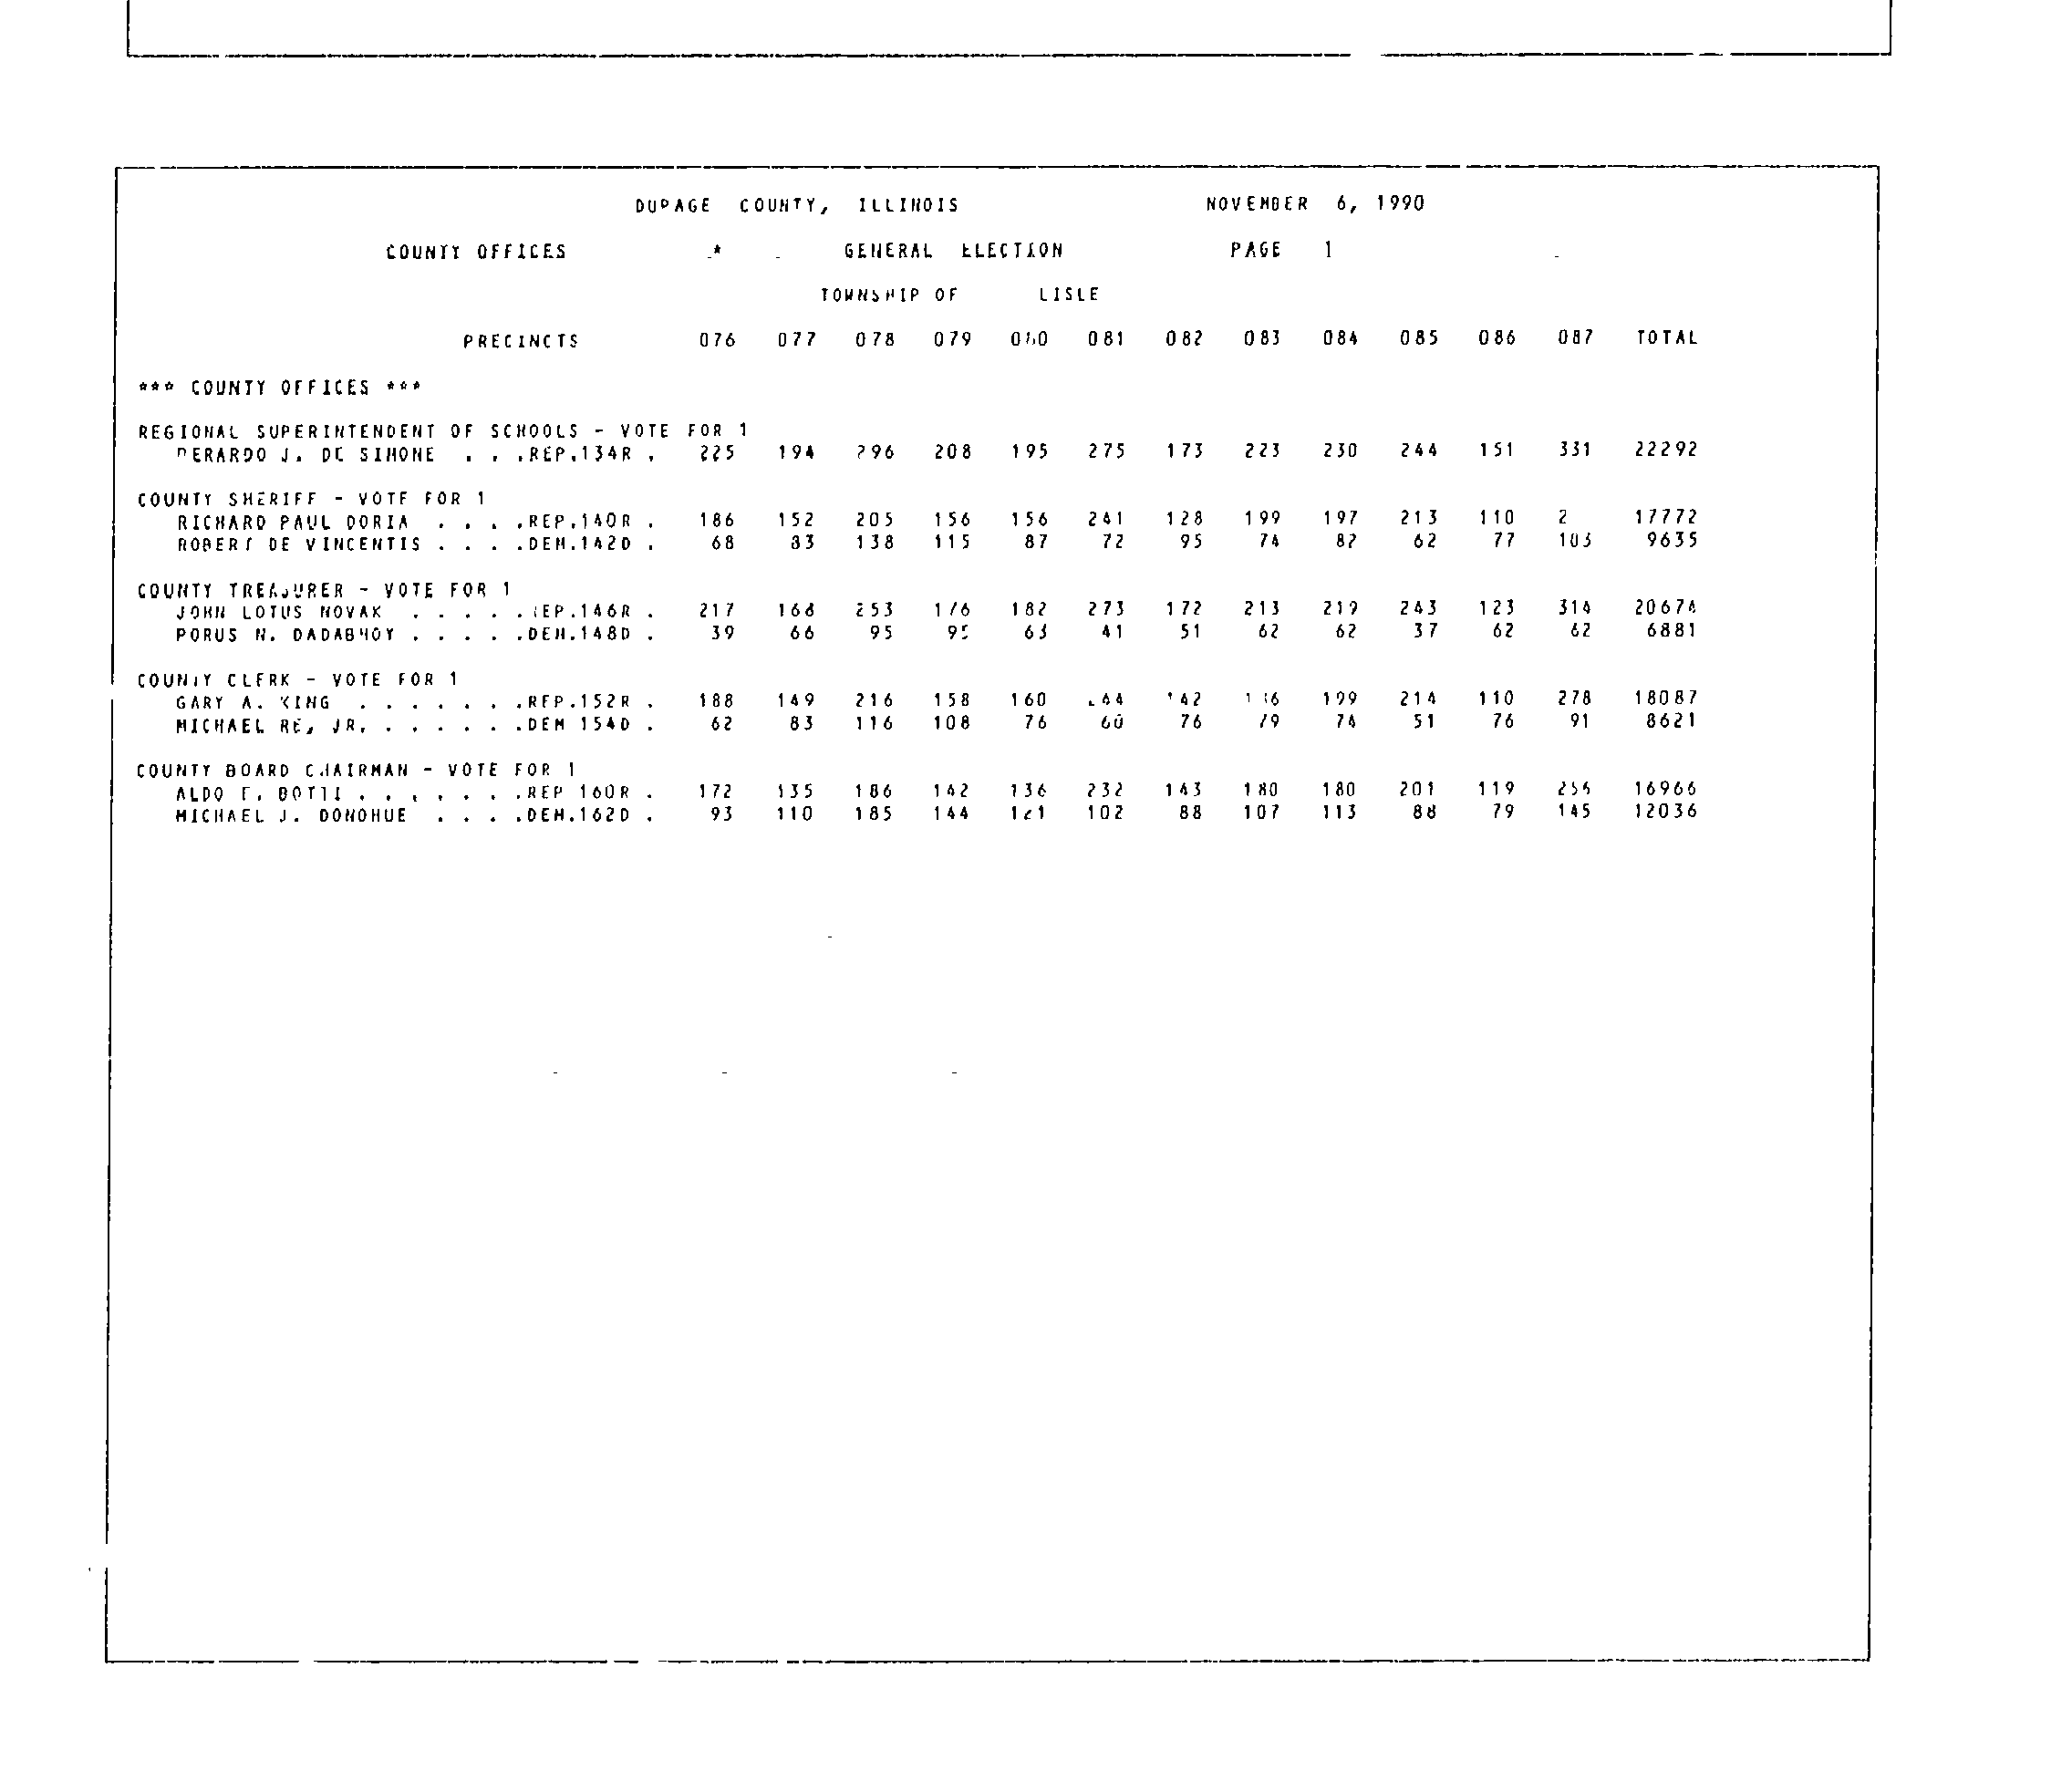 DUPAGE COUNTY, ILLINOIS NOVEMBER 6, 1990
COUNTY OFFICES * GENERAL ELECTION PAGE 1
TOWNSHIP OF LISLE
PRECINCTS 076 077 078 079 080 081 082 083 084 085 086 087 TOTAL
*** COUNTY OFFICES ***
REGIONAL SUPERINTENDENT OF SCHOOLS - VOTE FOR 1
J. DE SIMONE . . .REP.134R . 225 194 296 208 195 275 173 223 230 244 151 331 22292
COUNTY SHERIFF - VOTE FOR 1
RICHARD PAUL DORIA . . . .REP.140R . 186 152 205 156 156 241 128 199 197 213 110 17772
ROBERT DE VINCENTIS . . . .DEM.142D . 68 83 138 115 87 72 95 74 82 62 77 103 9635
COUNTY TREASURER - VOTE FOR 1
JOHN LOTUS NOVAK . . . . .REP.146R . 217 253 176 182 273 172 213 219 243 123 314 20674
PORUS N. DADABHOY . . . . .DEM.148D . 39 66 95 63 41 51 62 62 37 62 62 6881
COUNTY CLERK - VOTE FOR 1
GARY A. KING . . . . . . .REP.152R . 188 149 216 158 160 142 199 214 110 278 18087
MICHAEL RE, JR. . . . . . .DEM 154D . 62 83 116 108 76 60 76 79 74 51 76 91 8621
COUNTY BOARD CHAIRMAN - VOTE FOR 1
ALDO BOTTI . . . . . . .REP 160R . 172 135 186 142 136 232 143 180 180 201 119 16966
MICHAEL J. DONOHUE . . . .DEM.162D . 93 110 185 144 121 102 88 107 113 88 79 145 12036